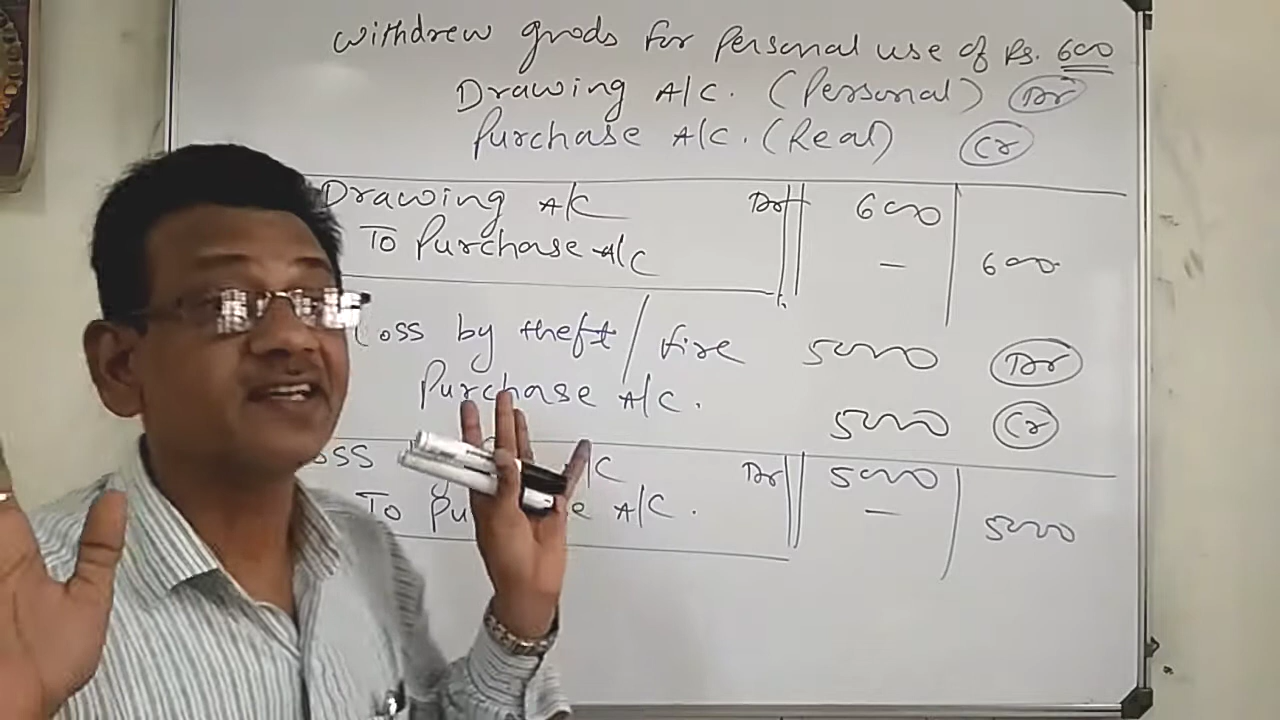 Withdrew goods for personal use of Rs. 600
Drawing A/C. (Personal) Dr
Purchase A/C. (Real) Cr
Drawing A/C Dr 600
To Purchase A/C — 600
Loss by theft/fire 5000 Dr
Purchase A/C. 5000 Cr
oss A/C Dr 5000
To Pu e A/C. — 5000